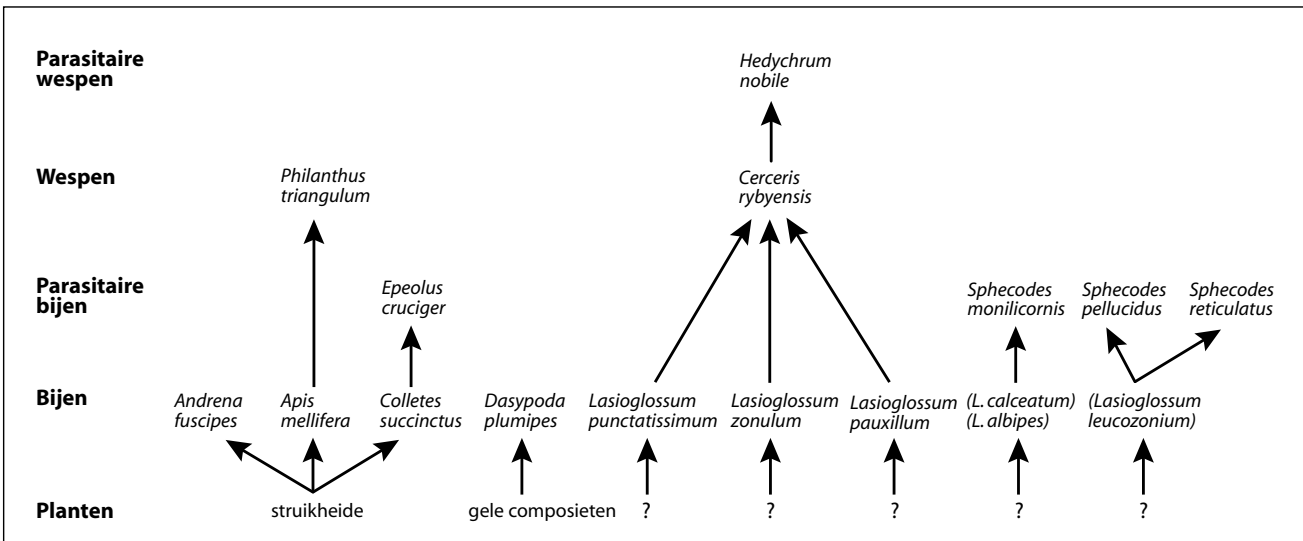 Parasitaire
wespen
Hedychrum
nobile
Wespen
Philanthus
triangulum
Cerceris
rybyensis
Parasitaire
bijen
Epeolus
cruciger
Sphecodes
monilicornis
Sphecodes
pellucidus
Sphecodes
reticulatus
Bijen
Andrena
fuscipes
Apis
mellifera
Colletes
succinctus
Dasypoda
plumipes
Lasioglossum
punctatissimum
Lasioglossum
zonulum
Lasioglossum
pauxillum
(L. calceatum)
(L. albipes)
(Lasioglossum
leucozonium)
Planten
struikheide
gele composieten
?
?
?
?
?